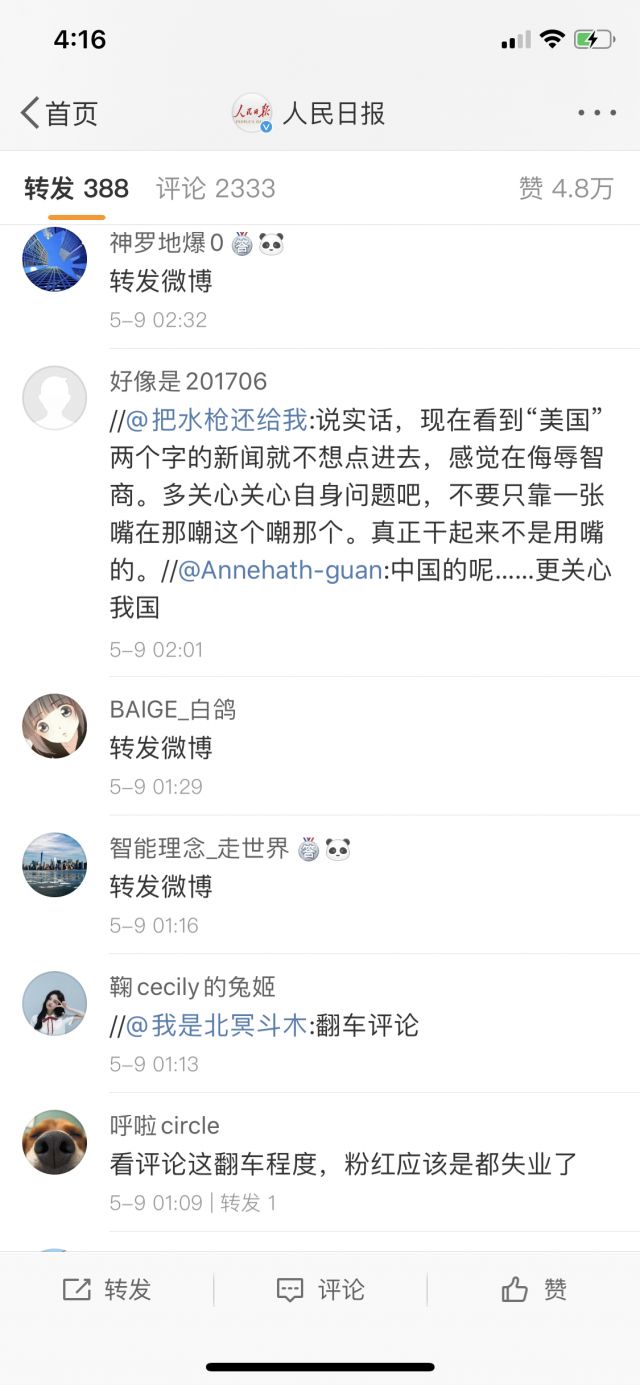 4:16
首页
人民日报
人民日报
转发 388
评论 2333
赞 4.8万
神罗地爆0
转发微博
5-9 02:32
好像是201706
//@把水枪还给我:说实话，现在看到“美国”
两个字的新闻就不想点进去，感觉在侮辱智
商。多关心关心自身问题吧，不要只靠一张
嘴在那嘲这个嘲那个。真正干起来不是用嘴
的。//@Annehath-guan:中国的呢……更关心
我国
5-9 02:01
BAIGE_白鸽
转发微博
5-9 01:29
智能理念_走世界
转发微博
5-9 01:16
鞠cecily的兔姬
//@我是北冥斗木:翻车评论
5-9 01:13
呼啦circle
看评论这翻车程度，粉红应该是都失业了
5-9 01:09 | 转发 1
转发
评论
赞